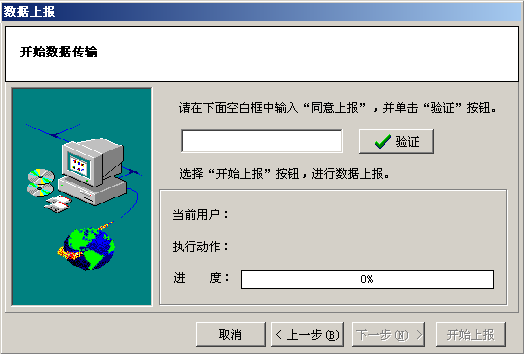 数据上报
开始数据传输
请在下面空白框中输入“同意上报”，并单击“验证”按钮。
验证
选择“开始上报”按钮，进行数据上报。
当前用户：
执行动作：
进 度： 0%
取消 < 上一步(B) 下一步(N) > 开始上报